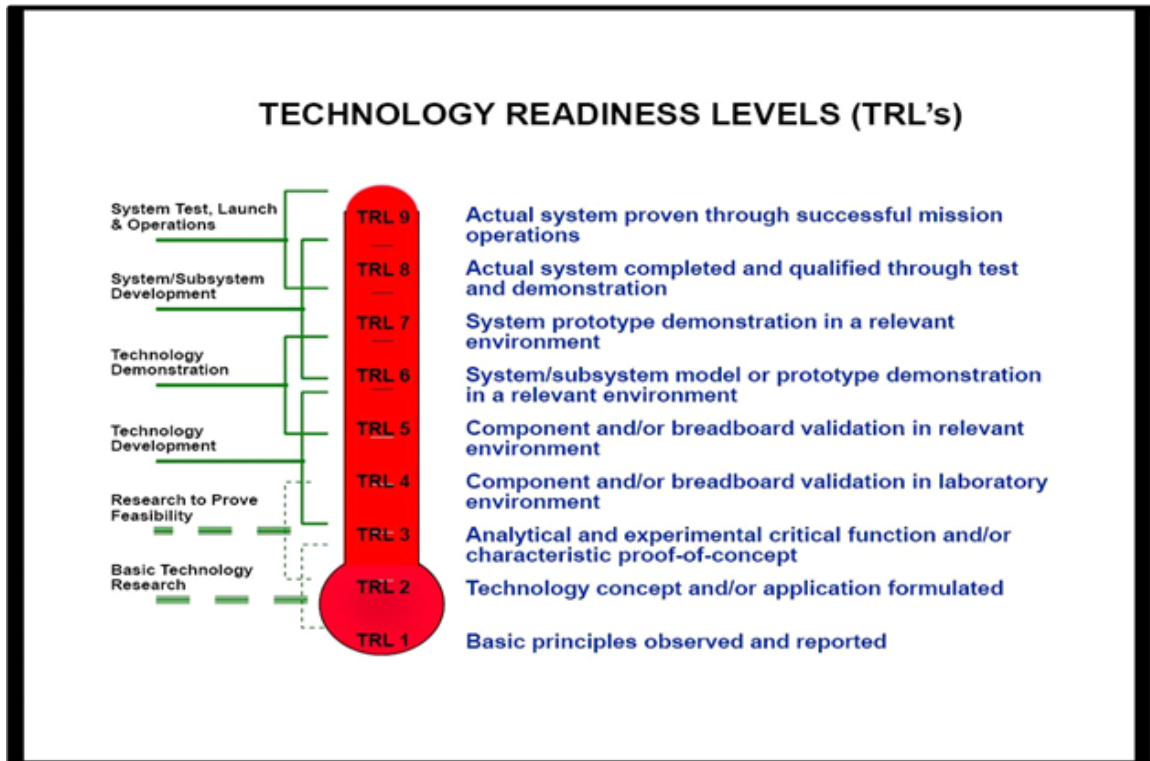 TECHNOLOGY READINESS LEVELS (TRL's)
System Test, Launch
& Operations
System/Subsystem
Development
Technology
Demonstration
Technology
Development
Research to Prove
Feasibility
Basic Technology
Research
TRL 9
TRL 8
TRL 7
TRL 6
TRL 5
TRL 4
TRL 3
TRL 2
TRL 1
Actual system proven through successful mission
operations
Actual system completed and qualified through test
and demonstration
System prototype demonstration in a relevant
environment
System/subsystem model or prototype demonstration
in a relevant environment
Component and/or breadboard validation in relevant
environment
Component and/or breadboard validation in laboratory
environment
Analytical and experimental critical function and/or
characteristic proof-of-concept
Technology concept and/or application formulated
Basic principles observed and reported